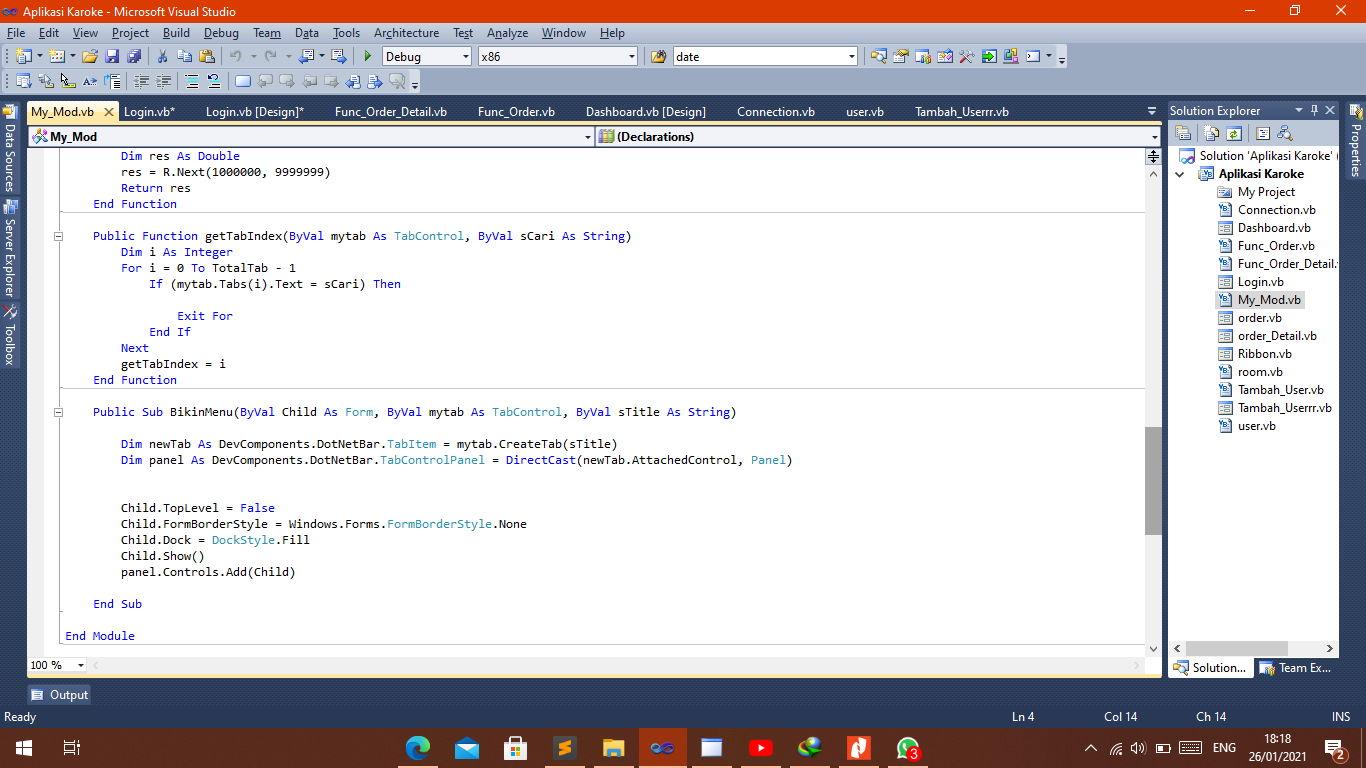 Aplikasi Karoke - Microsoft Visual Studio
File Edit View Project Build Debug Team Data Tools Architecture Test Analyze Window Help
Debug x86 date
My_Mod.vb Login.vb* Login.vb [Design]* Func_Order_Detail.vb Func_Order.vb Dashboard.vb [Design] Connection.vb user.vb Tambah_Userrr.vb
My_Mod (Declarations)
Dim res As Double
res = R.Next(1000000, 9999999)
Return res
End Function
Public Function getTabIndex(ByVal mytab As TabControl, ByVal sCari As String)
Dim i As Integer
For i = 0 To TotalTab - 1
If (mytab.Tabs(i).Text = sCari) Then
Exit For
End If
Next
getTabIndex = i
End Function
Public Sub BikinMenu(ByVal Child As Form, ByVal mytab As TabControl, ByVal sTitle As String)
Dim newTab As DevComponents.DotNetBar.TabItem = mytab.CreateTab(sTitle)
Dim panel As DevComponents.DotNetBar.TabControlPanel = DirectCast(newTab.AttachedControl, Panel)
Child.TopLevel = False
Child.FormBorderStyle = Windows.Forms.FormBorderStyle.None
Child.Dock = DockStyle.Fill
Child.Show()
panel.Controls.Add(Child)
End Sub
End Module
100 %
Data Sources
Server Explorer
Toolbox
Solution Explorer
Solution 'Aplikasi Karoke' (
Aplikasi Karoke
My Project
Connection.vb
Dashboard.vb
Func_Order.vb
Func_Order_Detail.
Login.vb
My_Mod.vb
order.vb
order_Detail.vb
Ribbon.vb
room.vb
Tambah_User.vb
Tambah_Userrr.vb
user.vb
Solution... Team Ex...
Properties
Output
Ready Ln 4 Col 14 Ch 14 INS
3
ENG
18:18
26/01/2021
2